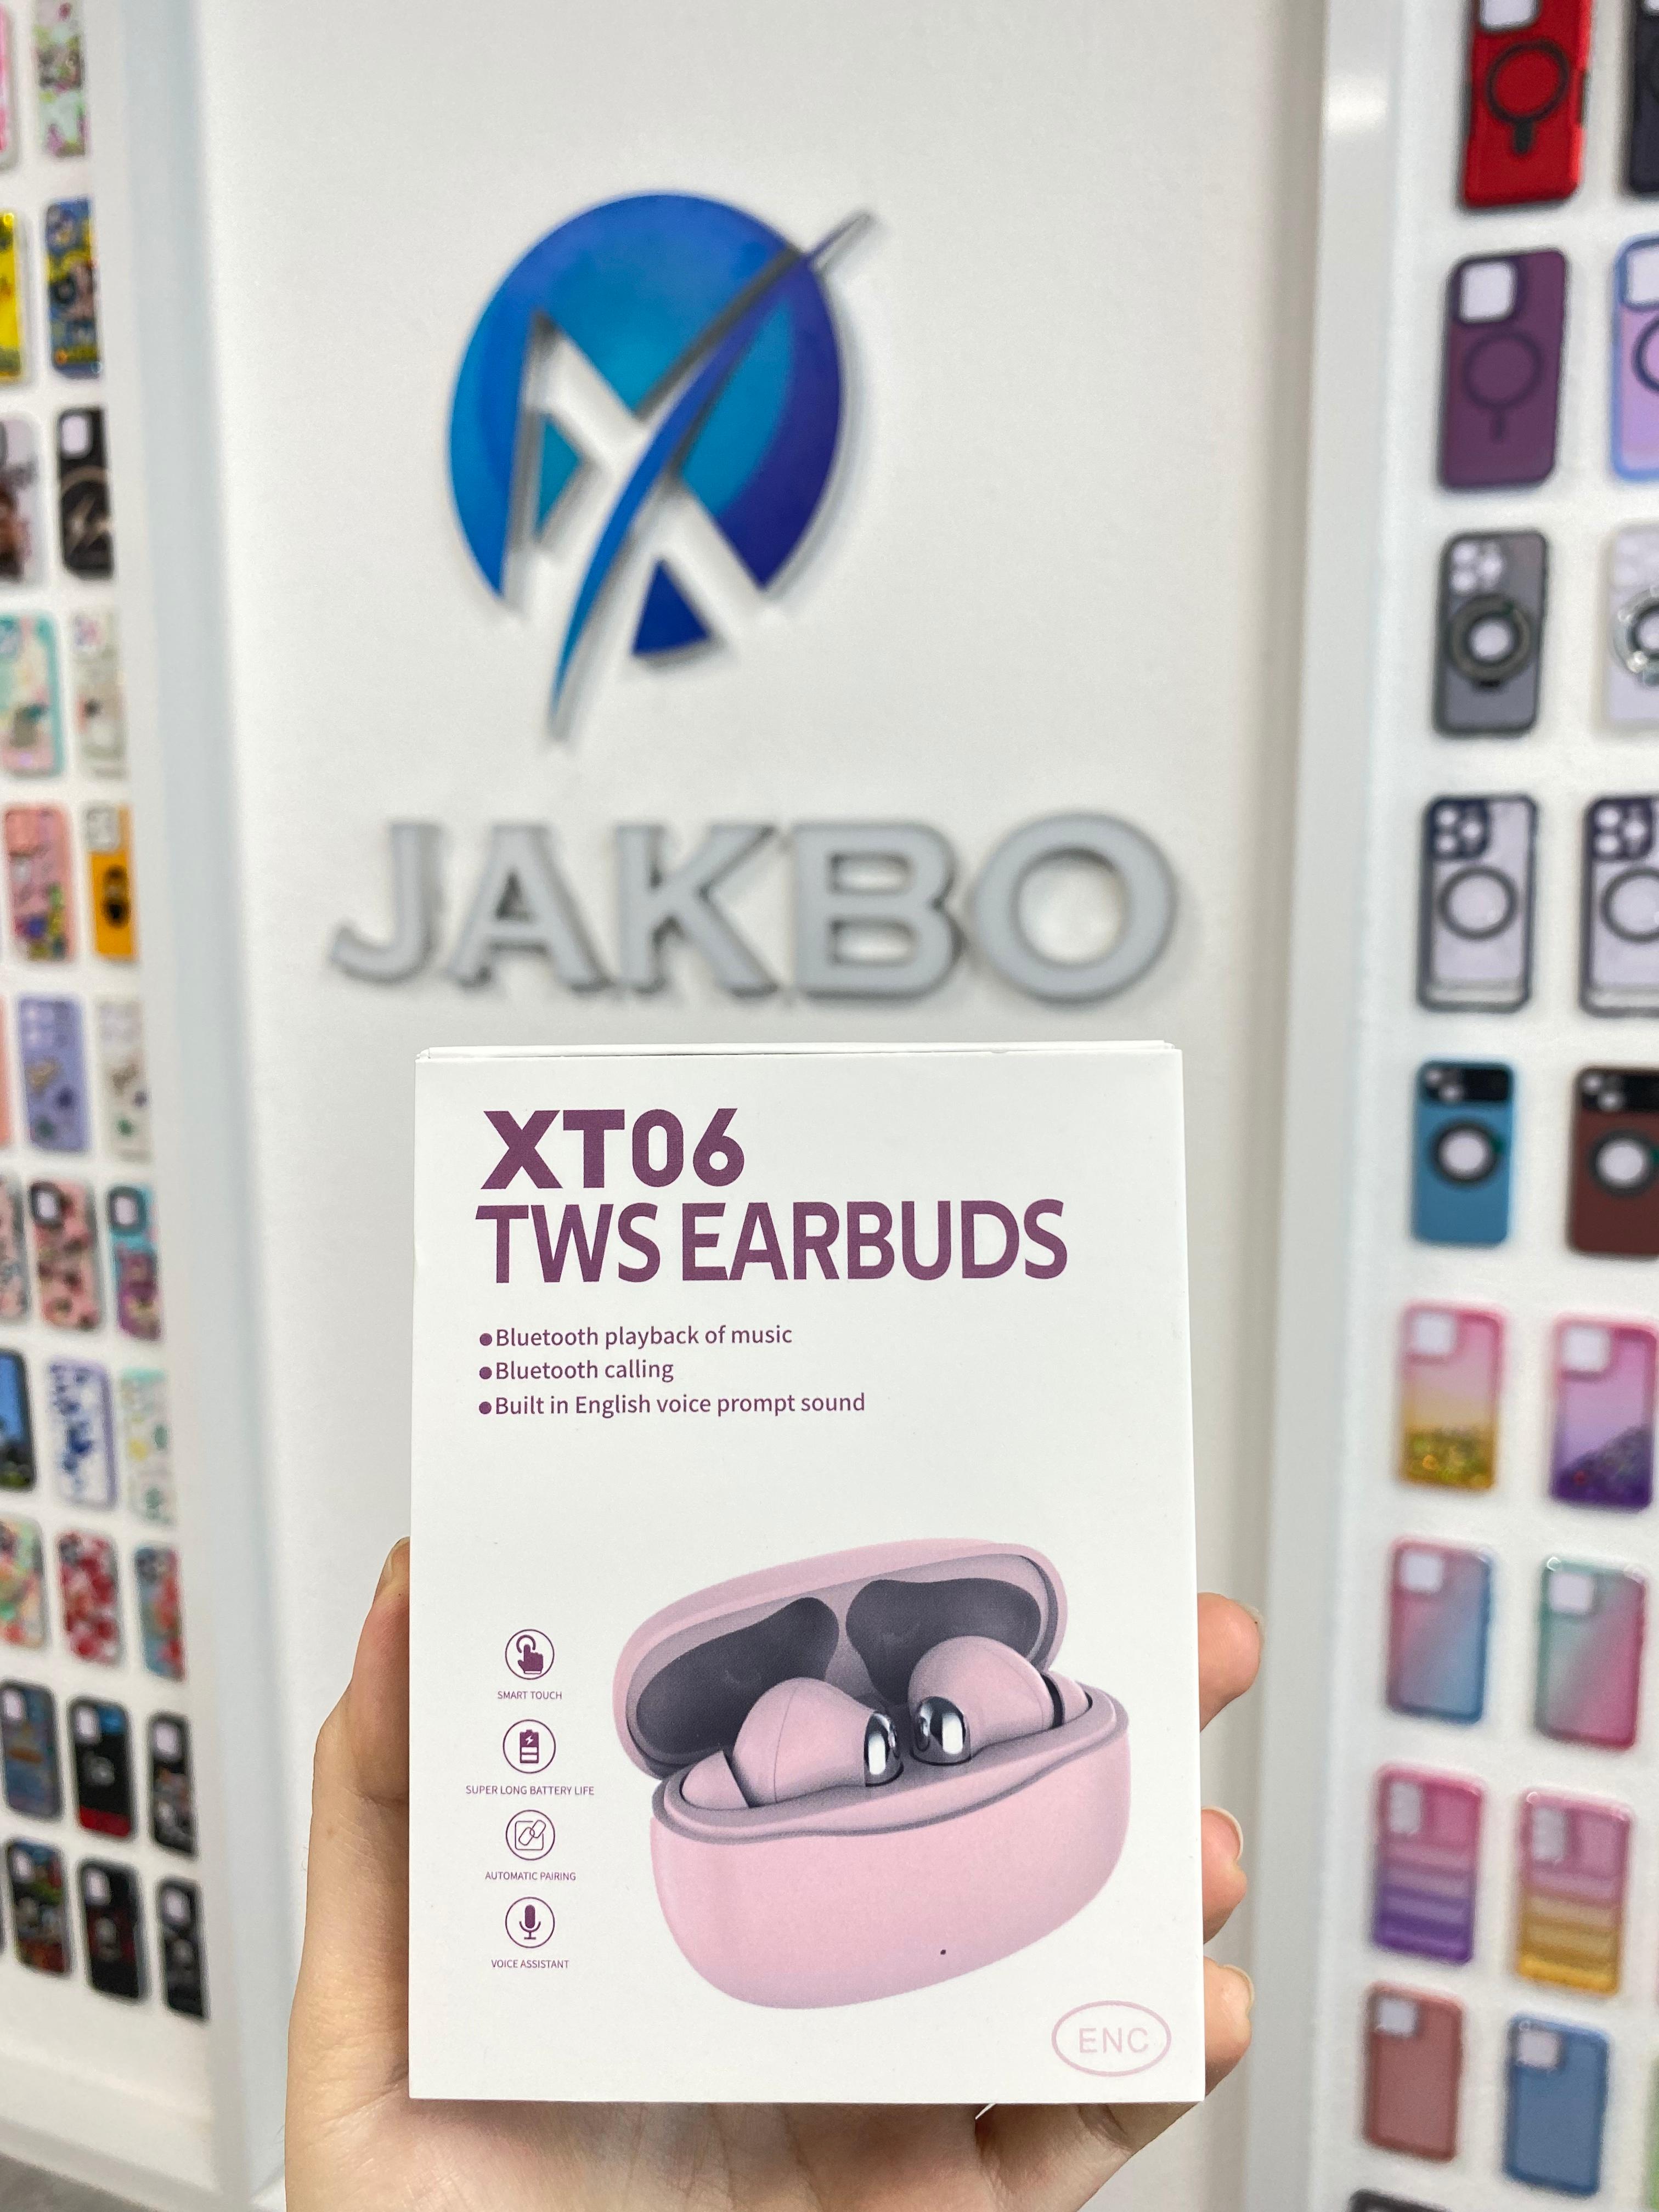 JAKBO
XT06
TWS EARBUDS
●Bluetooth playback of music
●Bluetooth calling
●Built in English voice prompt sound
SMART TOUCH
SUPER LONG BATTERY LIFE
AUTOMATIC PAIRING
VOICE ASSISTANT
ENC